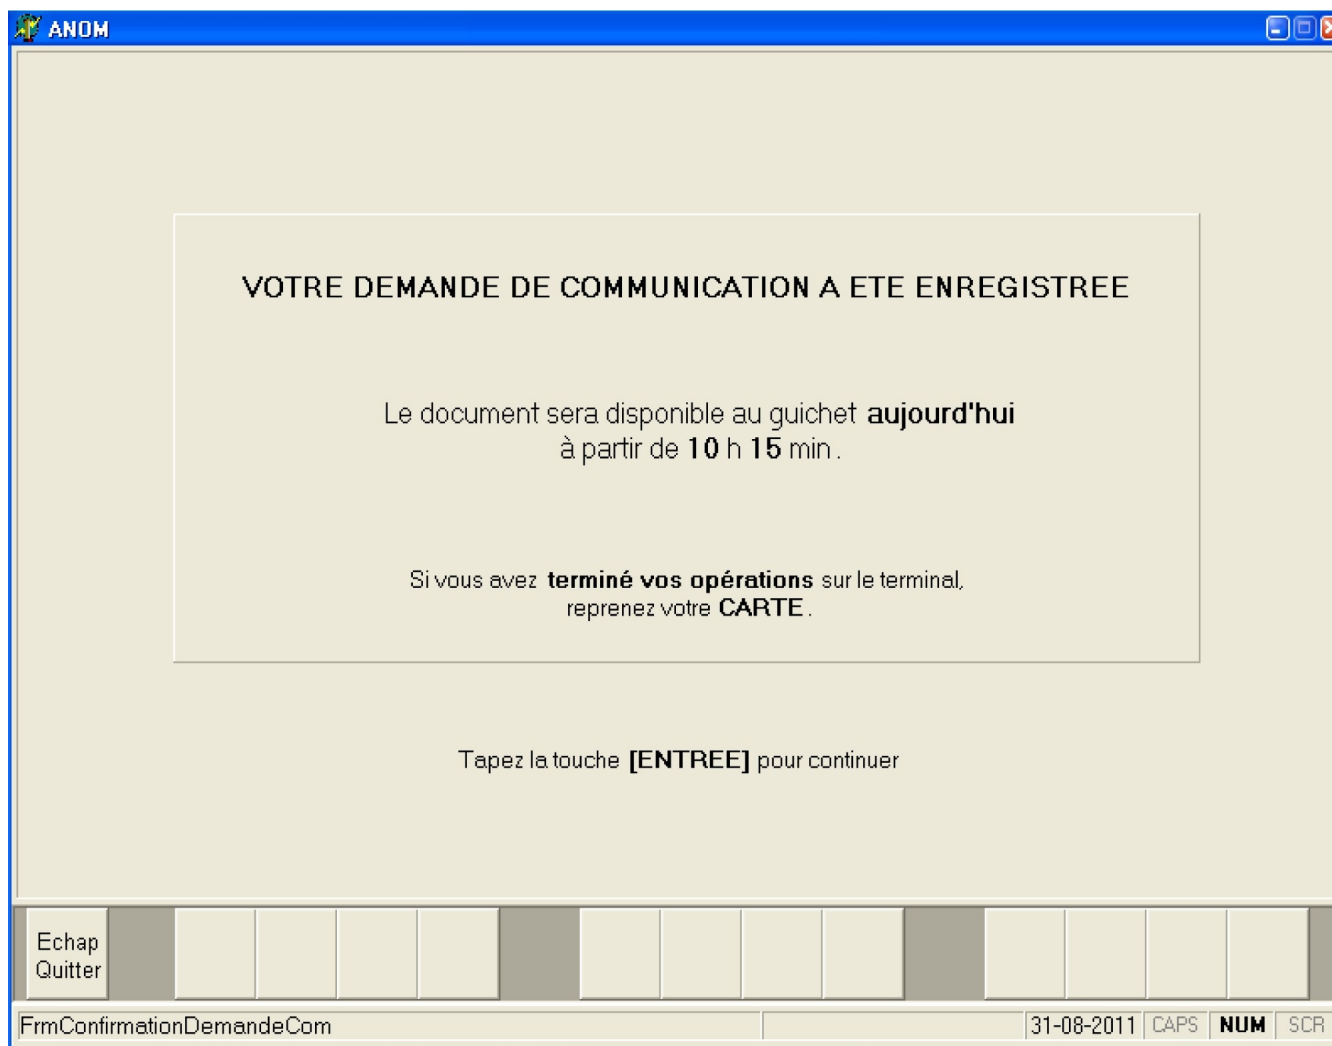 ANOM
VOTRE DEMANDE DE COMMUNICATION A ETE ENREGISTREE
Le document sera disponible au guichet aujourd'hui
à partir de 10 h 15 min .
Si vous avez terminé vos opérations sur le terminal,
reprenez votre CARTE .
Tapez la touche [ENTREE] pour continuer
Echap
Quitter
FrmConfirmationDemandeCom 31-08-2011 CAPS NUM SCR